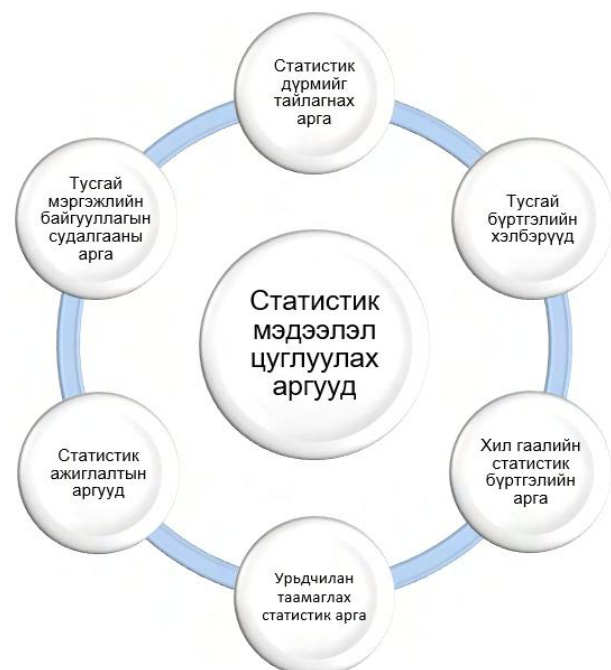 Статистик
дүрмийг
тайлагнах
арга
Тусгай
бүртгэлийн
хэлбэрүүд
Хил гаалийн
статистик
бүртгэлийн
арга
Урьдчилан
таамаглах
статистик арга
Статистик
ажиглалтын
аргууд
Тусгай
мэргэжлийн
байгууллагын
судалгааны
арга
Статистик
мэдээлэл
цуглуулах
аргууд